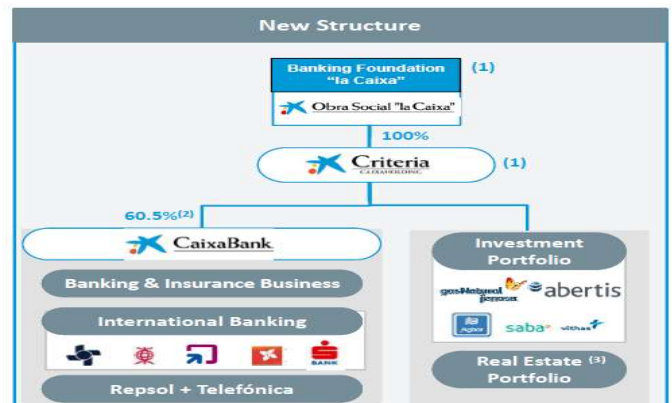 New Structure
Banking Foundation
"la Caixa"
(1)
Obra Social "la Caixa"
100%
Criteria
CAIXAHOLDING
(1)
60.5%(2)
CaixaBank
Banking & Insurance Business
International Banking
BANK
Repsol + Telefónica
Investment
Portfolio
gasNatural
fenosa
abertis
Agbar
saba
vithas
Real Estate (3)
Portfolio